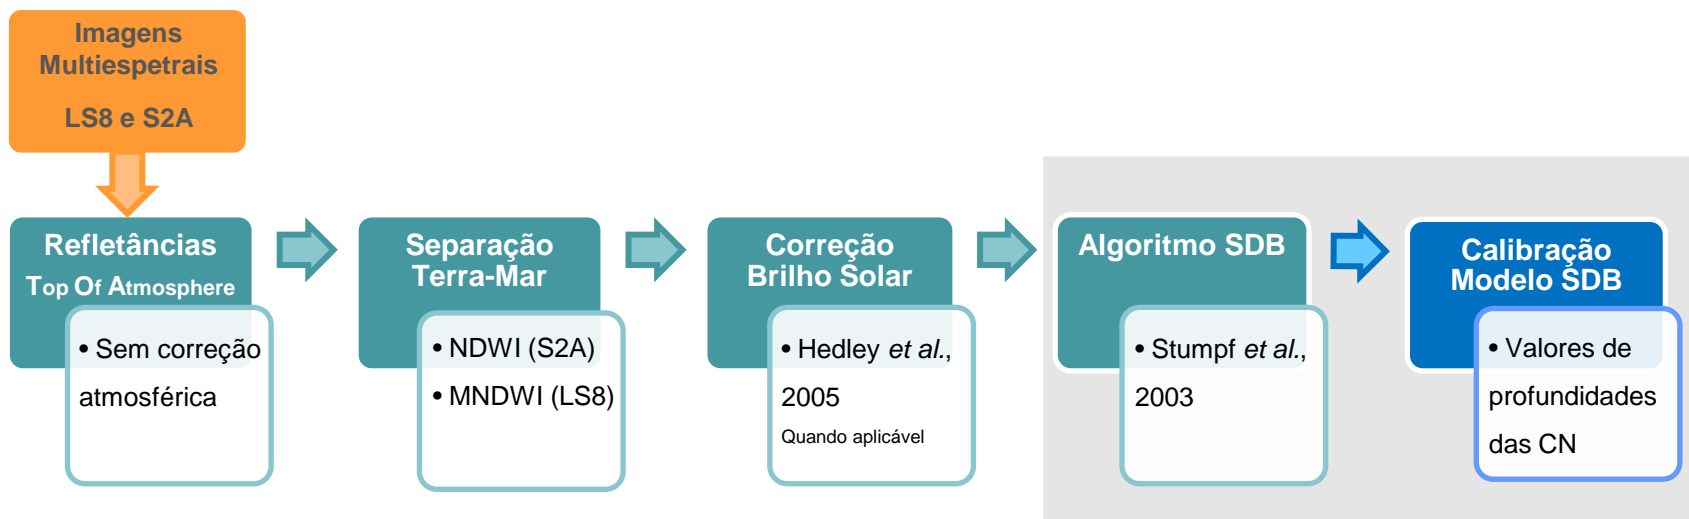 Imagens
Multiespetrais
LS8 e S2A
Refletâncias
Top Of Atmosphere
• Sem correção
atmosférica
Separação
Terra-Mar
• NDWI (S2A)
• MNDWI (LS8)
Correção
Brilho Solar
• Hedley et al.,
2005
Quando aplicável
Algoritmo SDB
• Stumpf et al.,
2003
Calibração
Modelo SDB
• Valores de
profundidades
das CN